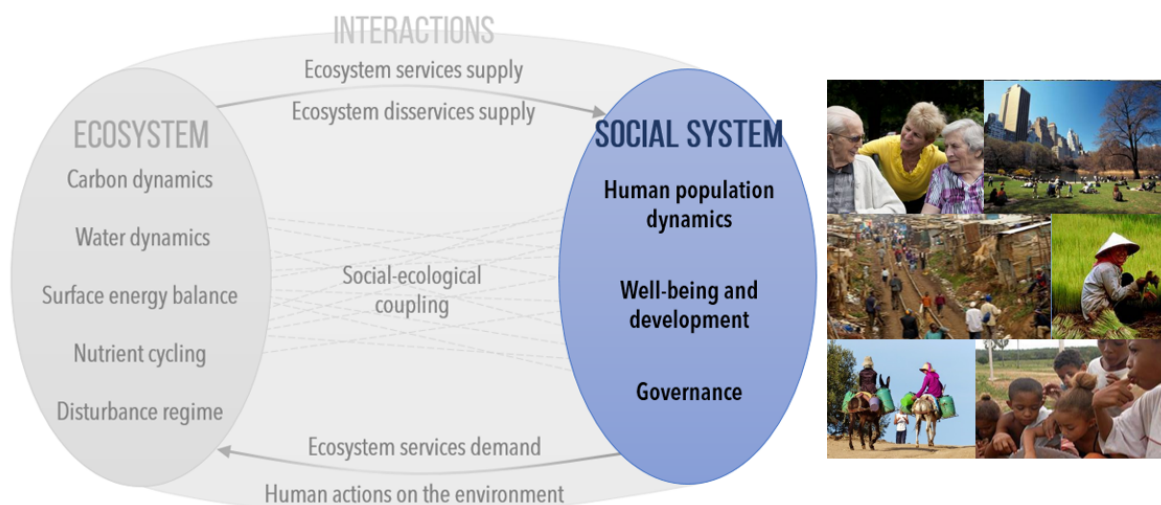 INTERACTIONS
Ecosystem services supply
Ecosystem disservices supply
ECOSYSTEM
Carbon dynamics
Water dynamics
Surface energy balance
Nutrient cycling
Disturbance regime
Social-ecological
coupling
SOCIAL SYSTEM
Human population
dynamics
Well-being and
development
Governance
Ecosystem services demand
Human actions on the environment